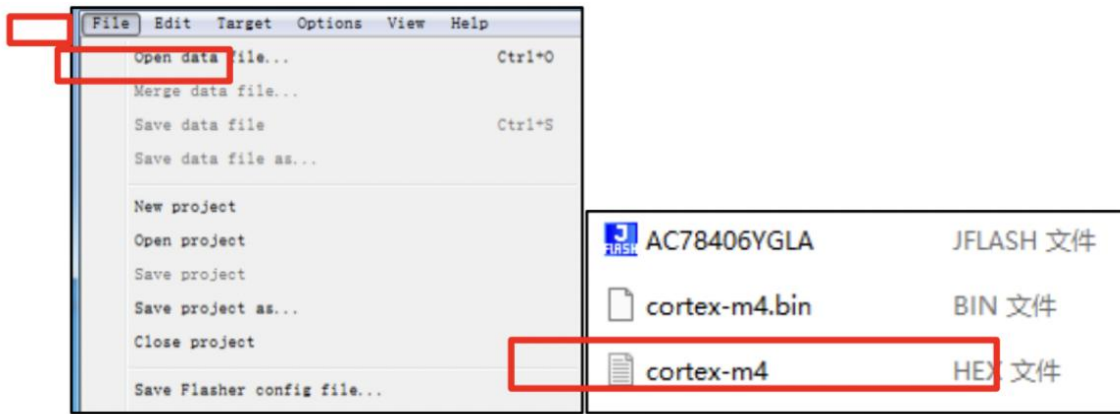 File Edit Target Options View Help
Open data file... Ctrl+O
Merge data file...
Save data file Ctrl+S
Save data file as...
New project
Open project
Save project
Save project as...
Close project
Save Flasher config file...
J FLASH AC78406YGLA JFLASH 文件
cortex-m4.bin BIN 文件
cortex-m4 HEX 文件